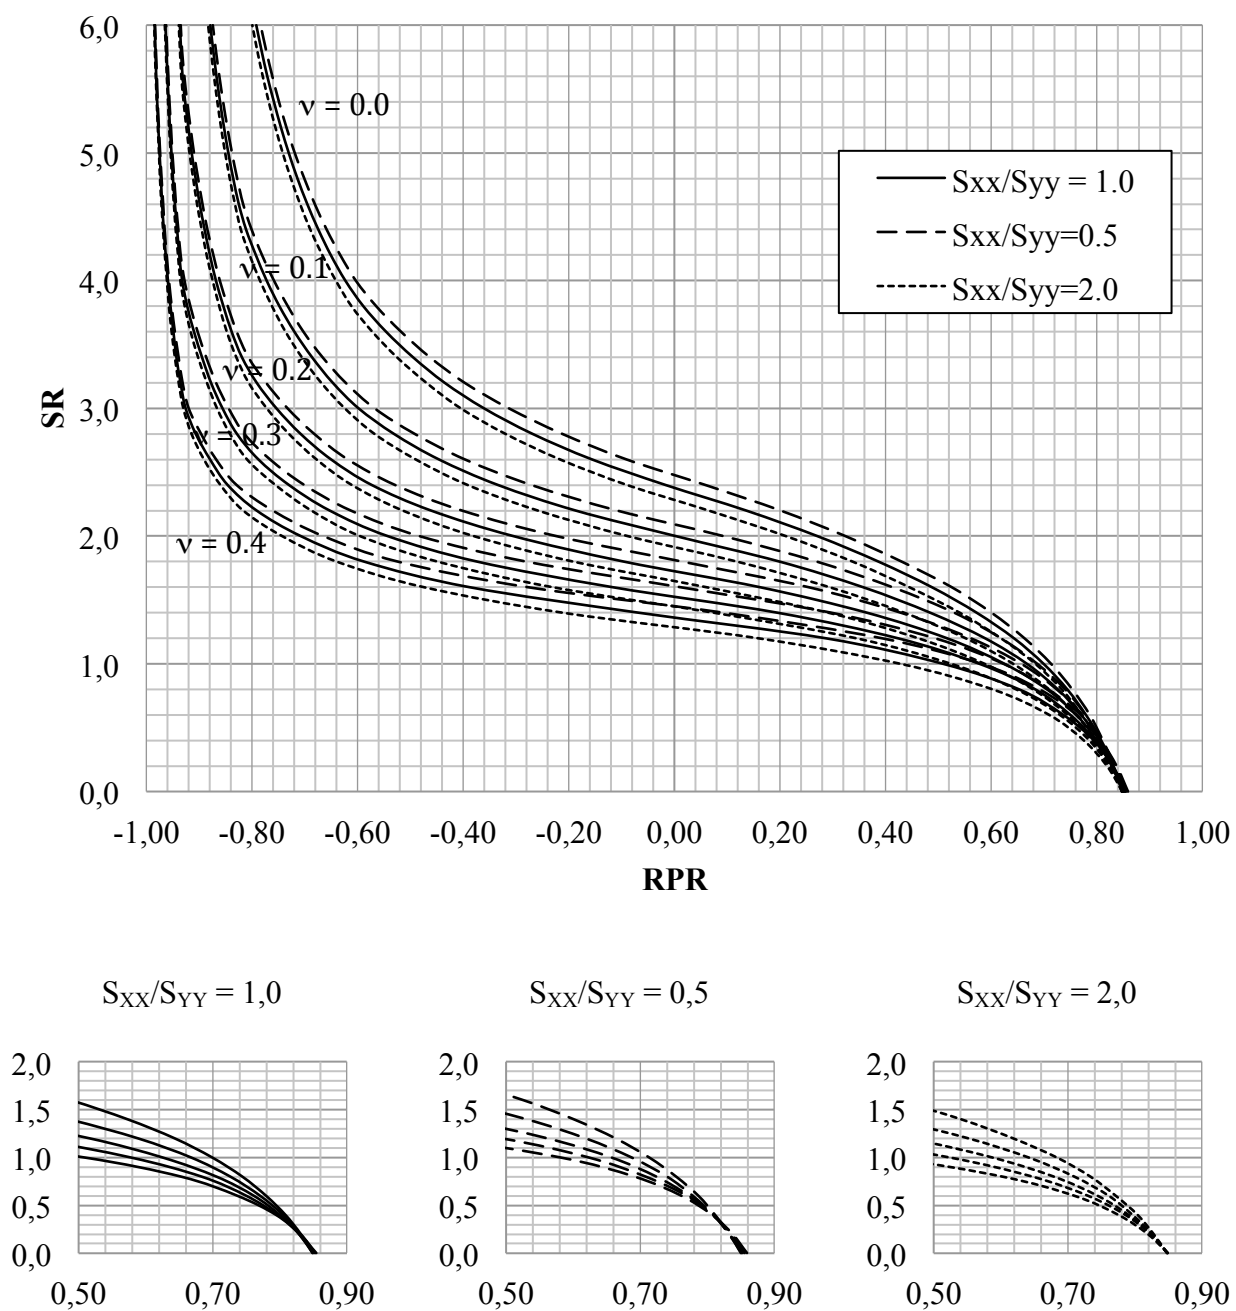 6,0
ν = 0.0
5,0
Sxx/Syy = 1.0
Sxx/Syy=0.5
ν = 0.1
4,0
Sxx/Syy=2.0
ν = 0.2
SR
3,0
ν = 0.3
2,0
ν = 0.4
1,0
0,0
-1,00 -0,80 -0,60 -0,40 -0,20 0,00 0,20 0,40 0,60 0,80 1,00
RPR
SXX/SYY = 1,0 SXX/SYY = 0,5 SXX/SYY = 2,0
2,0 2,0 2,0
1,5 1,5 1,5
1,0 1,0 1,0
0,5 0,5 0,5
0,0 0,0 0,0
0,50 0,70 0,90 0,50 0,70 0,90 0,50 0,70 0,90